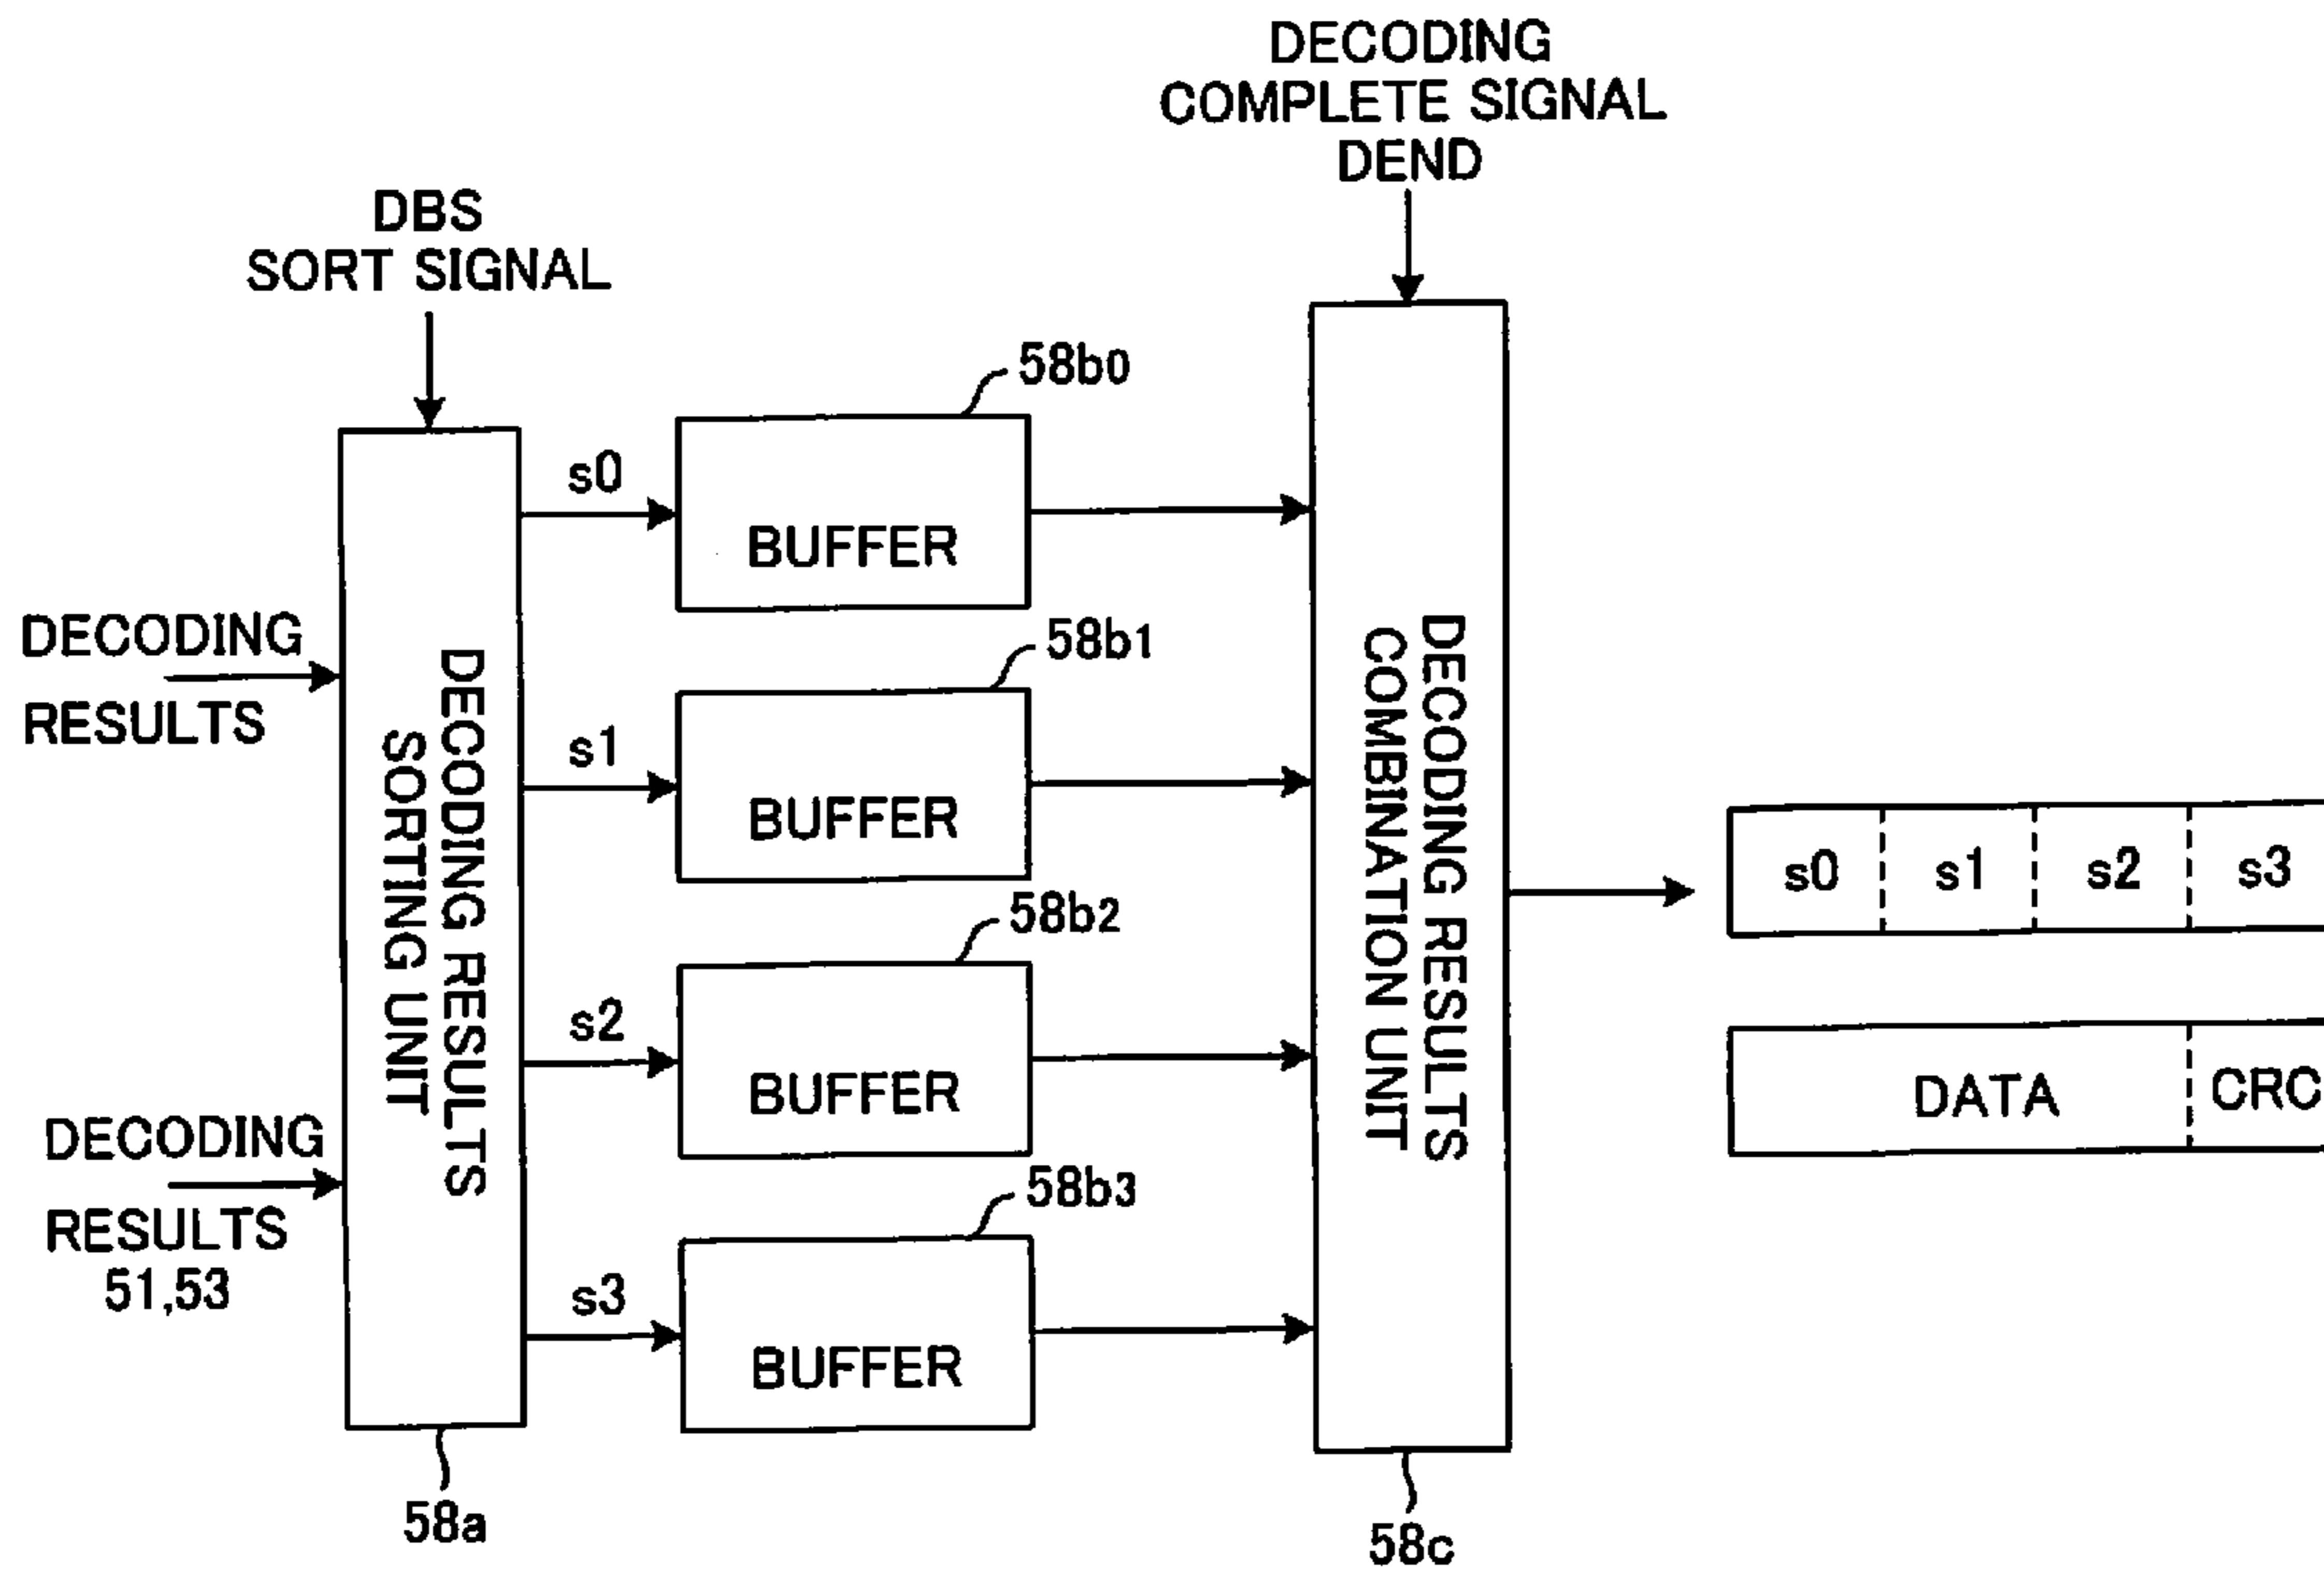 DECODING
COMPLETE SIGNAL
DEND
DBS
SORT SIGNAL
58b0
s0
BUFFER
DECODING
RESULTS
58b1
s1
BUFFER
DECODING RESULTS
SORTING UNIT
DECODING RESULTS
COMBINATION UNIT
s0 s1 s2 s3
58b2
s2
BUFFER
DATA CRC
DECODING
RESULTS
51,53
58b3
s3
BUFFER
58a
58c